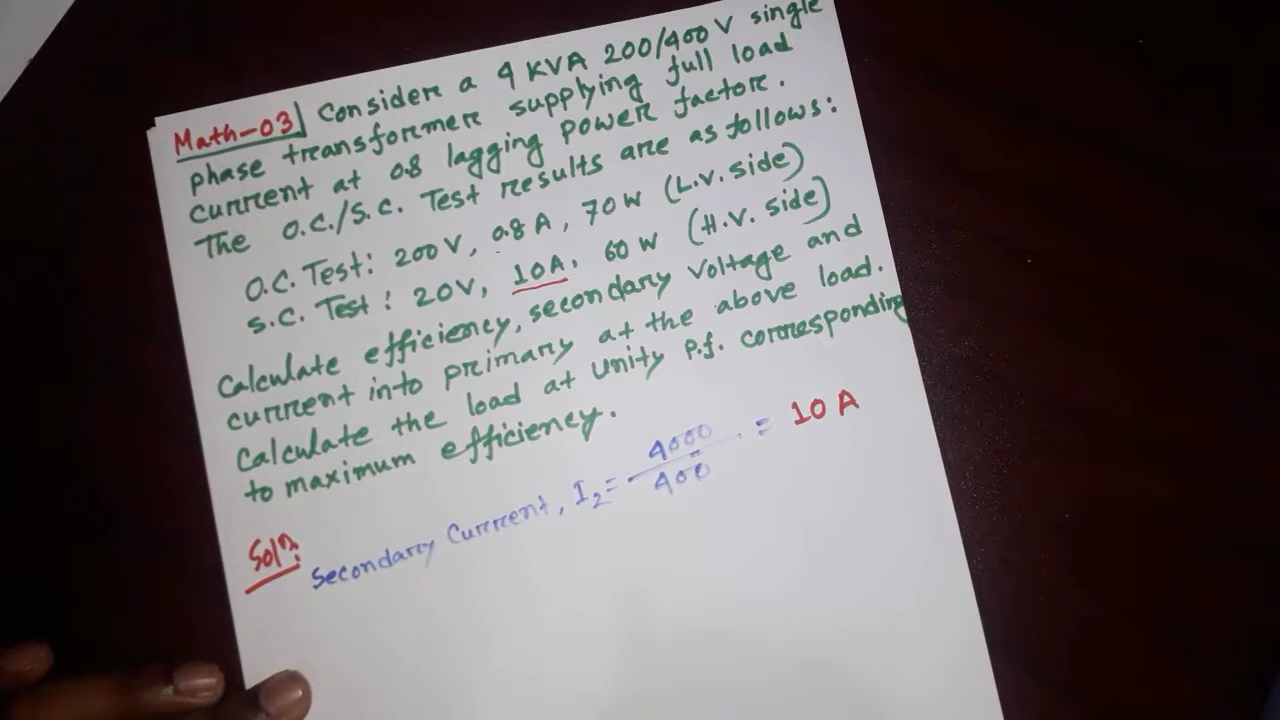 Math-03 Consider a 4 KVA 200/400 V single
phase transformer supplying full load
current at 0.8 lagging power factor.
The O.C./S.C. Test results are as follows:
O.C. Test: 200 V, 0.8 A, 70 W (L.V. side)
S.C. Test: 20V, 10A, 60 W (H.V. side)
Calculate efficiency, secondary voltage and
current into primary at the above load.
Calculate the load at unity p.f. corresponding
to maximum efficiency.
Solⁿ:
Secondary Current, I₂ = 4000/400 = 10 A